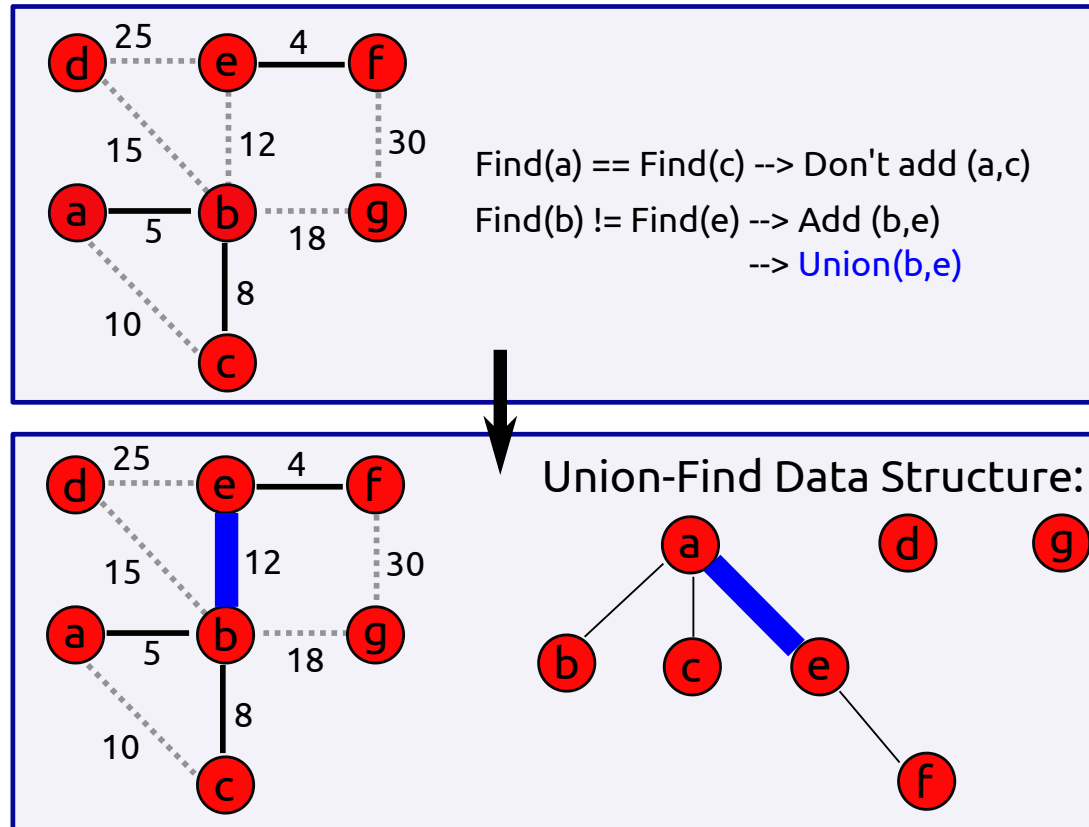 25
4
d
e
f
15
12
30
Find(a) == Find(c) --> Don't add (a,c)
a
b
g
5
18
Find(b) != Find(e) --> Add (b,e)
--> Union(b,e)
8
10
c
25
4
d
e
f
Union-Find Data Structure:
15
12
30
a
d
g
a
b
g
5
18
b
c
e
8
10
c
f